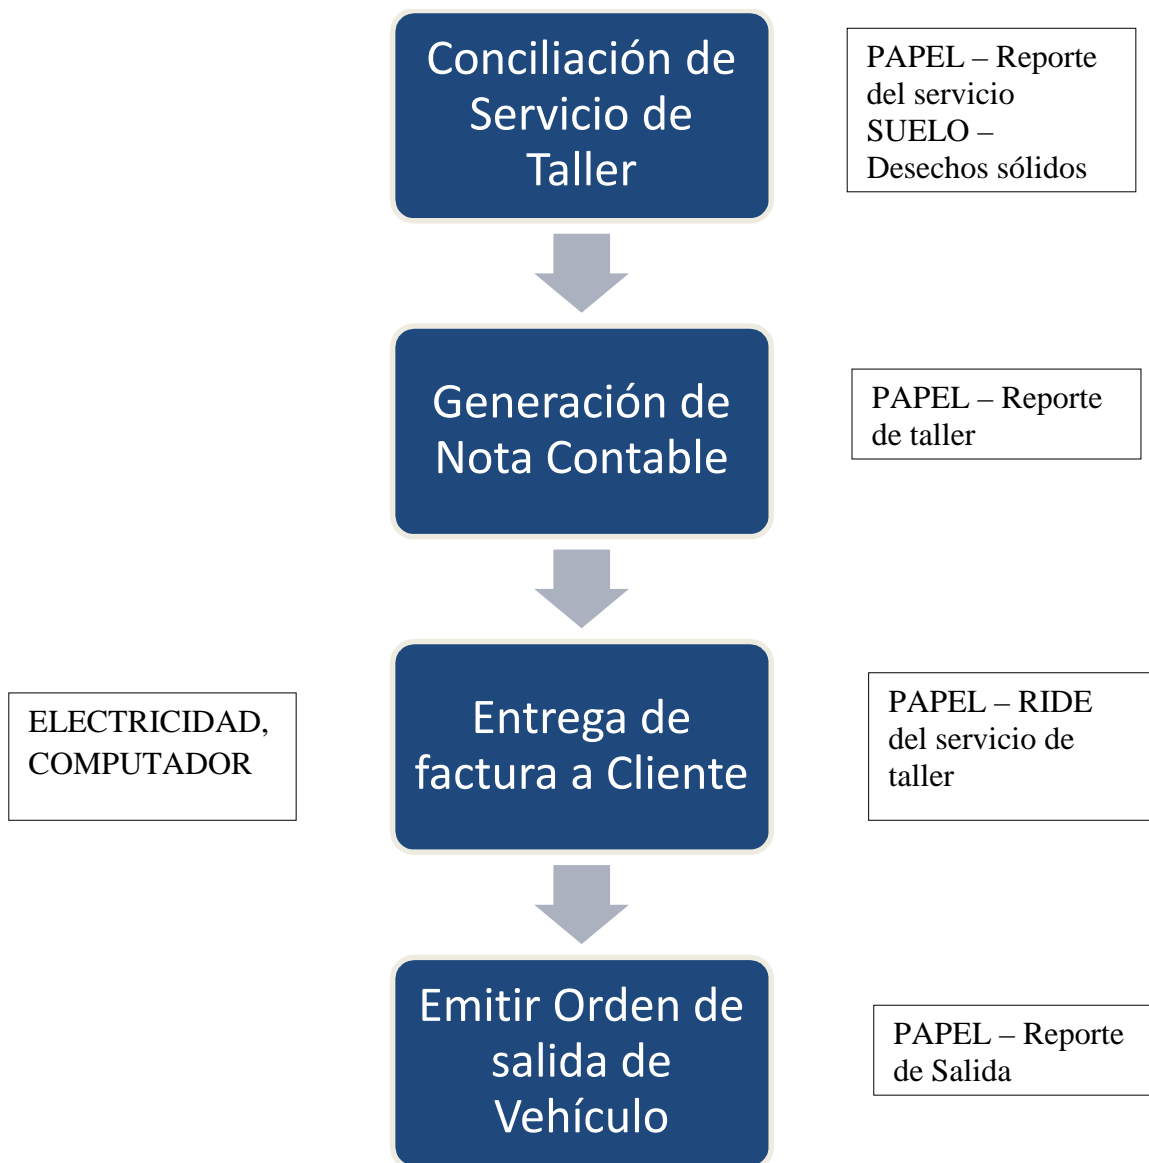 Conciliación de
Servicio de
Taller
PAPEL – Reporte
del servicio
SUELO –
Desechos sólidos
Generación de
Nota Contable
PAPEL – Reporte
de taller
ELECTRICIDAD,
COMPUTADOR
Entrega de
factura a Cliente
PAPEL – RIDE
del servicio de
taller
Emitir Orden de
salida de
Vehículo
PAPEL – Reporte
de Salida